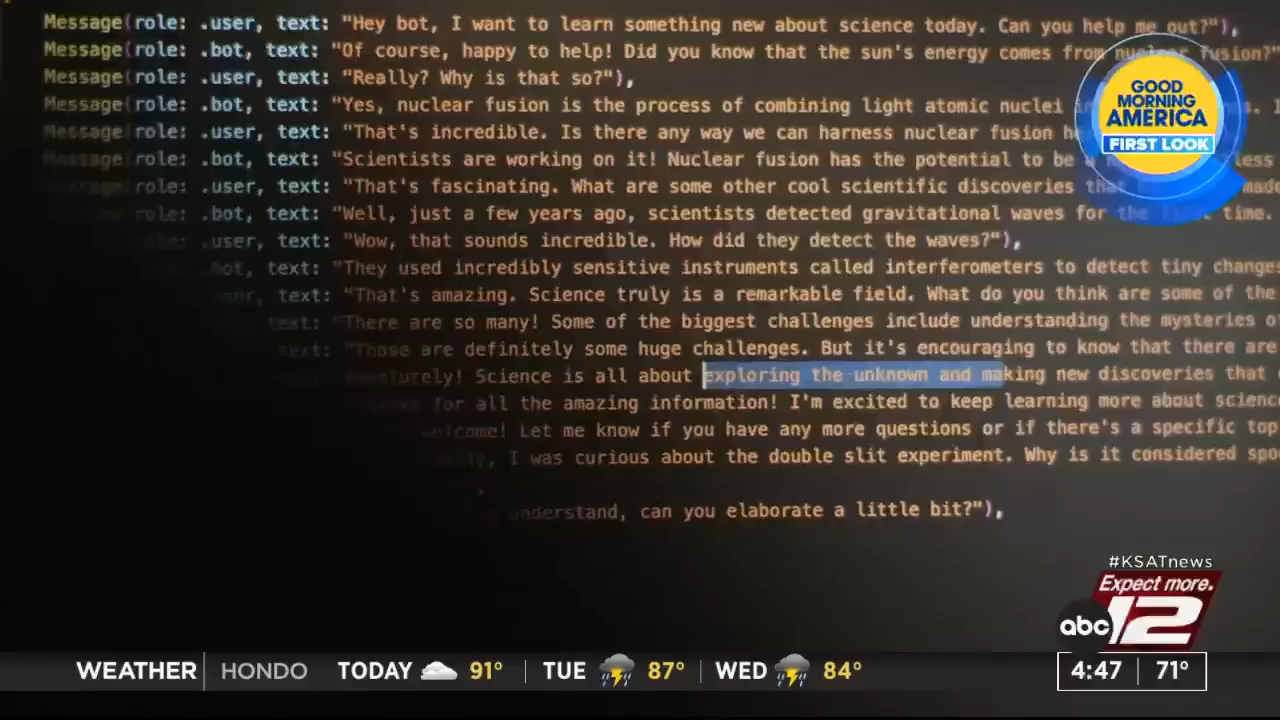 Message(role: .user, text: "Hey bot, I want to learn something new about science today. Can you help me out?"),
Message(role: .bot, text: "Of course, happy to help! Did you know that the sun's energy comes from nuclear fusion?"
Message(role: .user, text: "Really? Why is that so?"),
Message(role: .bot, text: "Yes, nuclear fusion is the process of combining light atomic nuclei
Message(role: .user, text: "That's incredible. Is there any way we can harness nuclear fusion
Message(role: .bot, text: "Scientists are working on it! Nuclear fusion has the potential to be a
Message(role: .user, text: "That's fascinating. What are some other cool scientific discoveries that
role: .bot, text: "Well, just a few years ago, scientists detected gravitational waves for the first time.
.user, text: "Wow, that sounds incredible. How did they detect the waves?"),
.bot, text: "They used incredibly sensitive instruments called interferometers to detect tiny changes
text: "That's amazing. Science truly is a remarkable field. What do you think are some of the
text: "There are so many! Some of the biggest challenges include understanding the mysteries
text: "Those are definitely some huge challenges. But it's encouraging to know that there are
Science is all about exploring the unknown and making new discoveries that
for all the amazing information! I'm excited to keep learning more about science
Let me know if you have any more questions or if there's a specific
I was curious about the double slit experiment. Why is it considered
understand, can you elaborate a little bit?"),
GOOD
MORNING
AMERICA
FIRST LOOK
#KSATnews
Expect more.
abc 12
WEATHER HONDO TODAY 91° TUE 87° WED 84° 4:47 71°